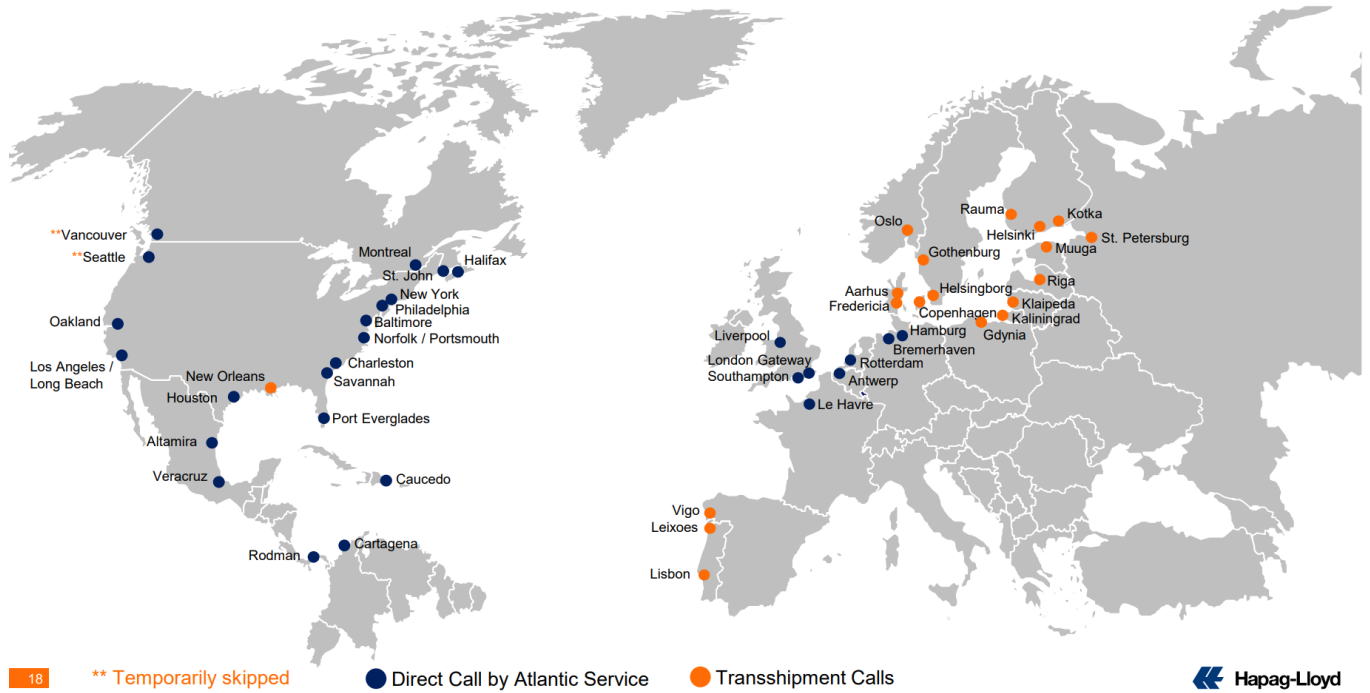 **Vancouver
**Seattle
Oakland
Los Angeles /
Long Beach
New Orleans
Houston
Altamira
Veracruz
Rodman
Cartagena
Caucedo
Port Everglades
Savannah
Charleston
Norfolk / Portsmouth
Baltimore
Philadelphia
New York
Montreal
St. John
Halifax
Oslo
Gothenburg
Rauma
Helsinki
Kotka
St. Petersburg
Muuga
Riga
Aarhus
Fredericia
Helsingborg
Copenhagen
Klaipeda
Kaliningrad
Gdynia
Hamburg
Bremerhaven
Liverpool
London Gateway
Southampton
Rotterdam
Antwerp
Le Havre
Vigo
Leixoes
Lisbon
18
** Temporarily skipped
Direct Call by Atlantic Service
Transshipment Calls
Hapag-Lloyd